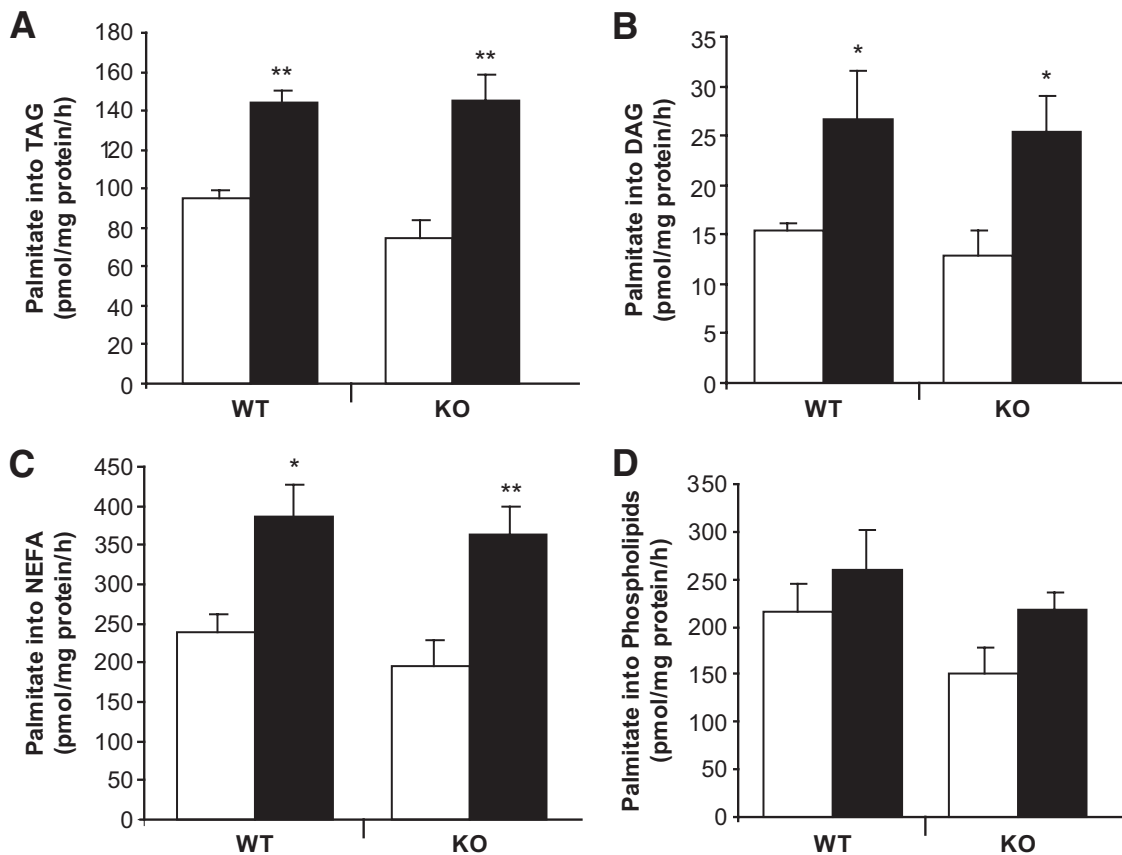 A
Palmitate into TAG
(pmol/mg protein/h)
180
160
140
120
100
80
60
40
20
0
**
**
WT
KO
B
Palmitate into DAG
(pmol/mg protein/h)
35
30
25
20
15
10
5
0
*
*
WT
KO
C
Palmitate into NEFA
(pmol/mg protein/h)
450
400
350
300
250
200
150
100
50
0
*
**
WT
KO
D
Palmitate into Phospholipids
(pmol/mg protein/h)
350
300
250
200
150
100
50
0
WT
KO